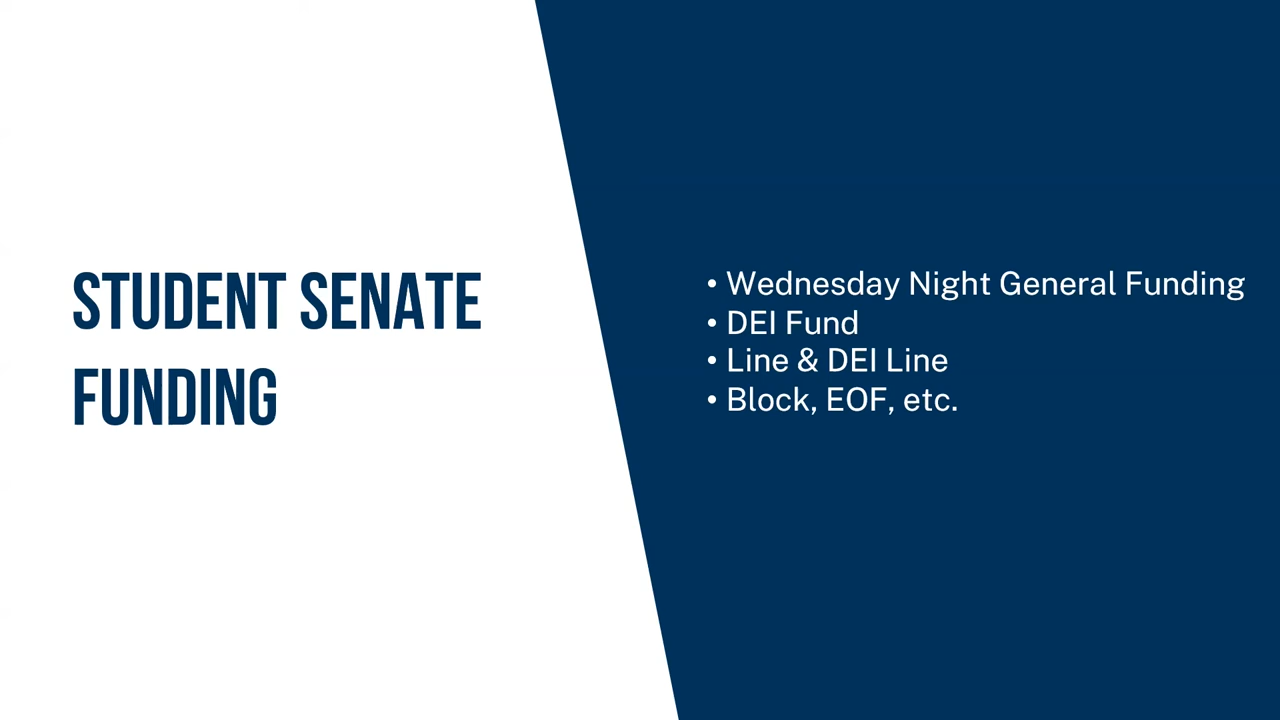 STUDENT SENATE
FUNDING
• Wednesday Night General Funding
• DEI Fund
• Line & DEI Line
• Block, EOF, etc.